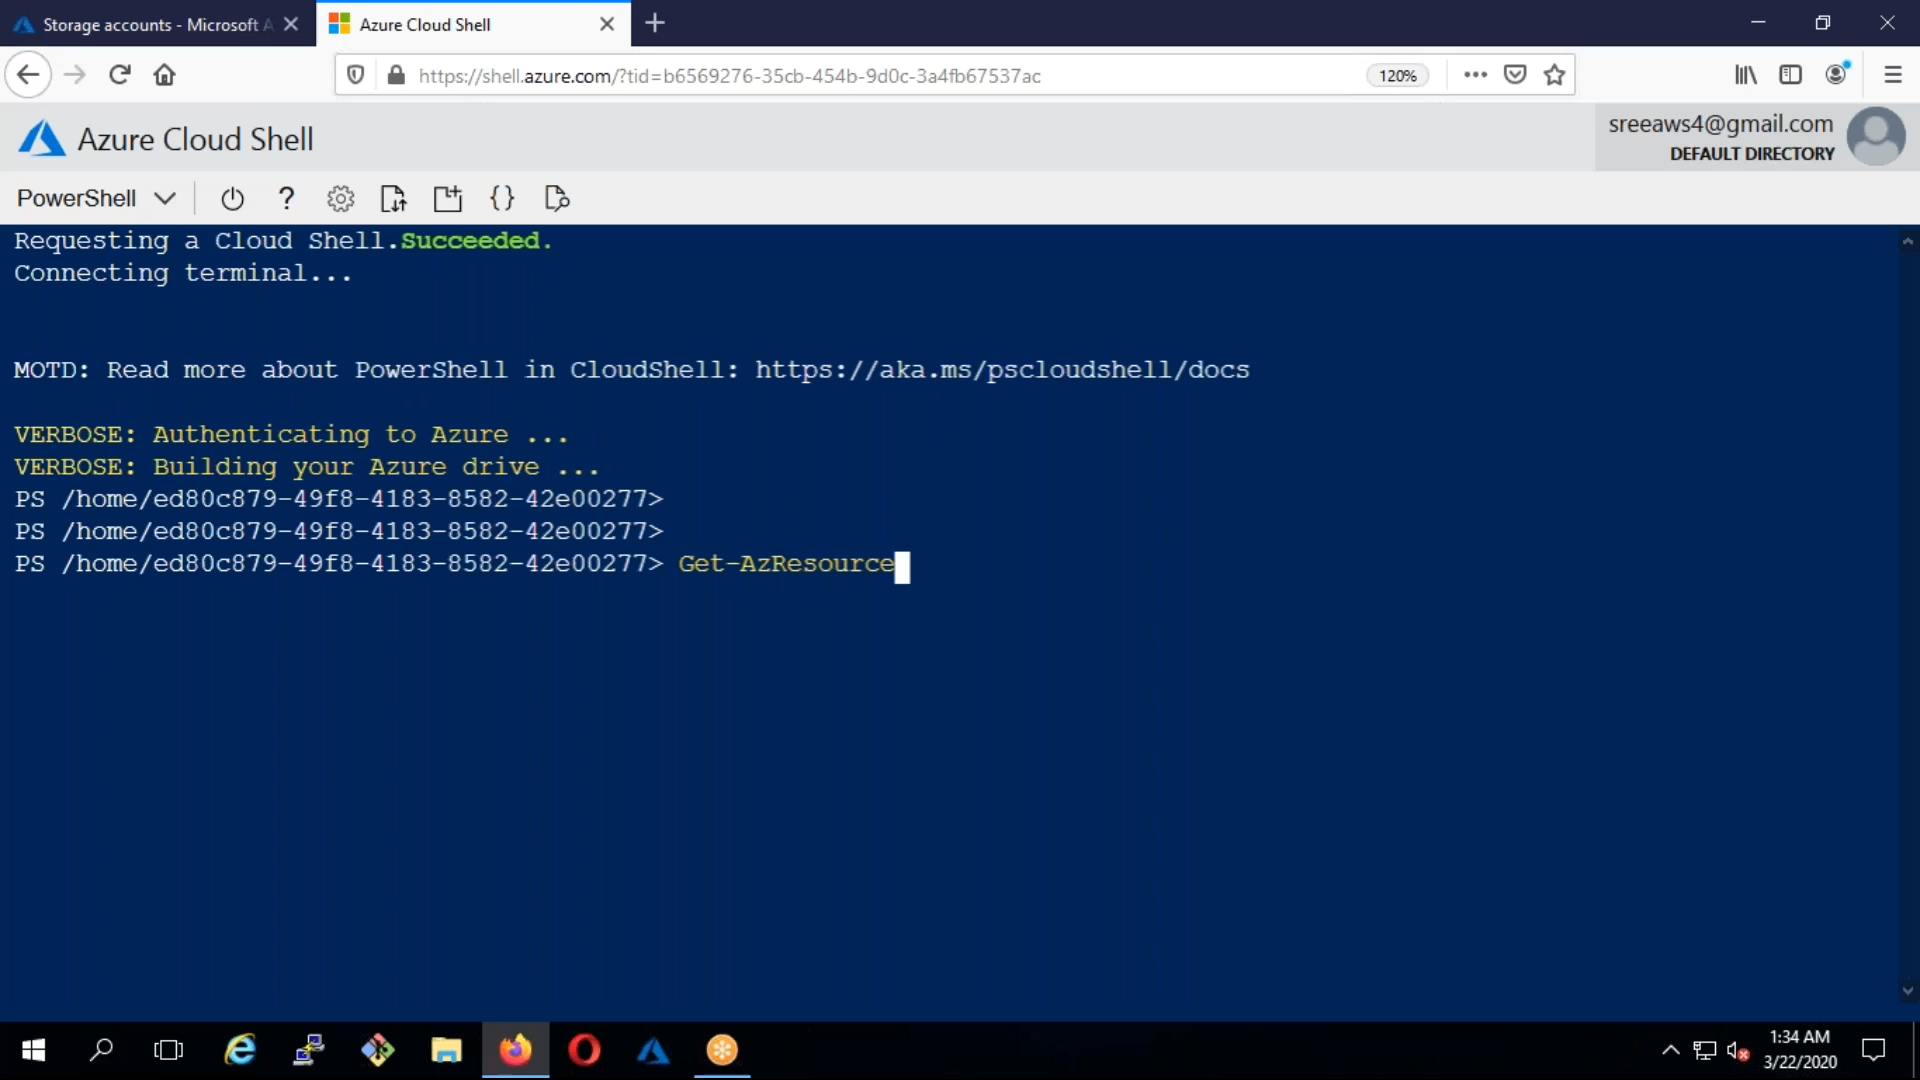 Storage accounts - Microsoft A
Azure Cloud Shell
https://shell.azure.com/?tid=b6569276-35cb-454b-9d0c-3a4fb67537ac
120%
Azure Cloud Shell
sreeaws4@gmail.com
DEFAULT DIRECTORY
PowerShell
Requesting a Cloud Shell.Succeeded.
Connecting terminal...
MOTD: Read more about PowerShell in CloudShell: https://aka.ms/pscloudshell/docs
VERBOSE: Authenticating to Azure ...
VERBOSE: Building your Azure drive ...
PS /home/ed80c879-49f8-4183-8582-42e00277>
PS /home/ed80c879-49f8-4183-8582-42e00277>
PS /home/ed80c879-49f8-4183-8582-42e00277> Get-AzResource
1:34 AM
3/22/2020